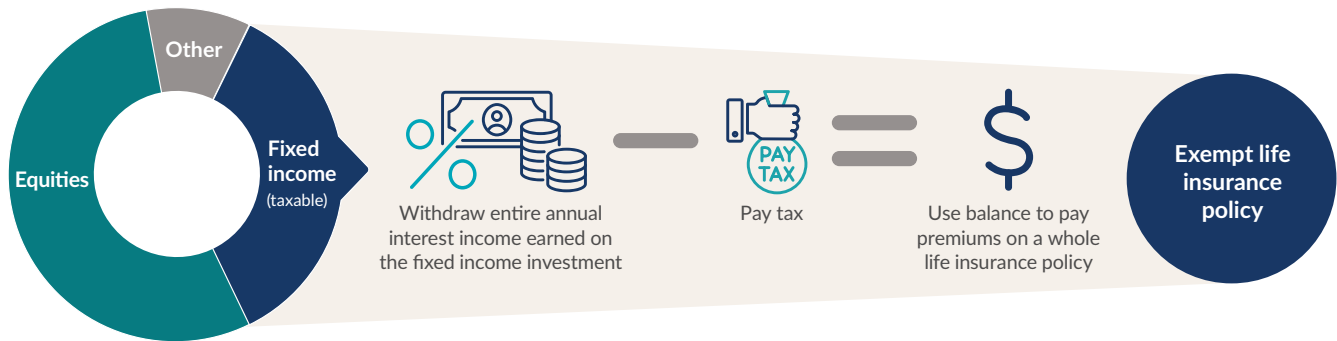 Other
Equities
Fixed
income
(taxable)
Withdraw entire annual
interest income earned on
the fixed income investment
PAY
TAX
Pay tax
Use balance to pay
premiums on a whole
life insurance policy
Exempt life
insurance
policy